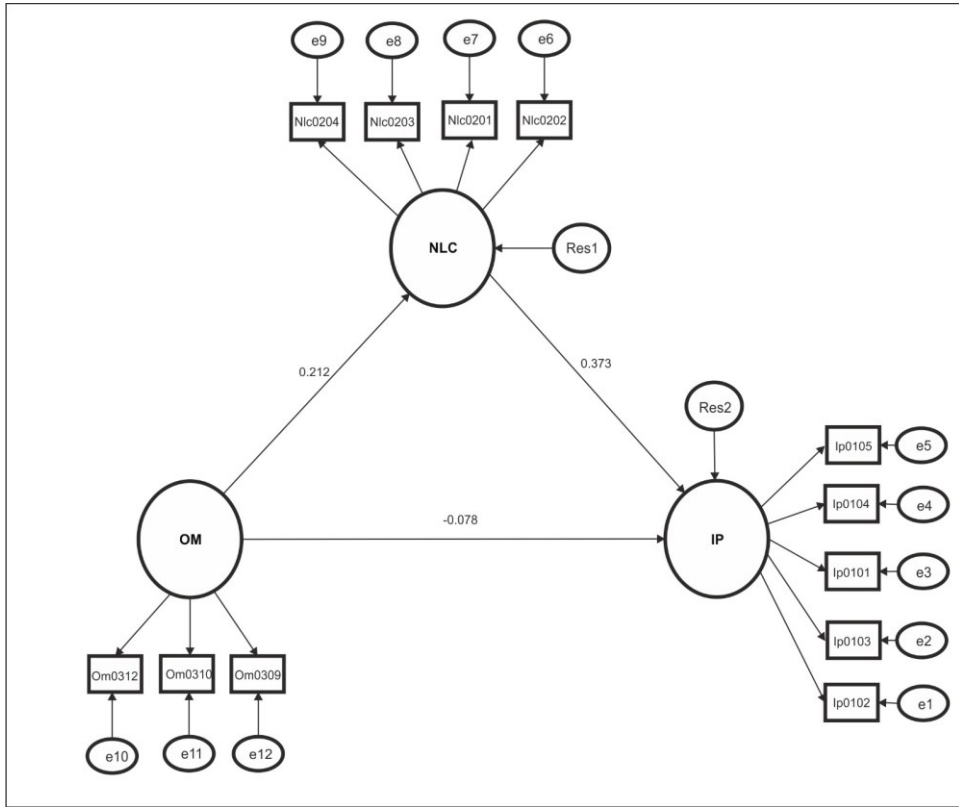 e9
e8
e7
e6
Nlc0204
Nlc0203
Nlc0201
Nlc0202
NLC
Res1
0.212
0.373
Res2
Ip0105
e5
Ip0104
e4
OM
-0.078
IP
Ip0101
e3
Ip0103
e2
Om0312
Om0310
Om0309
Ip0102
e1
e10
e11
e12